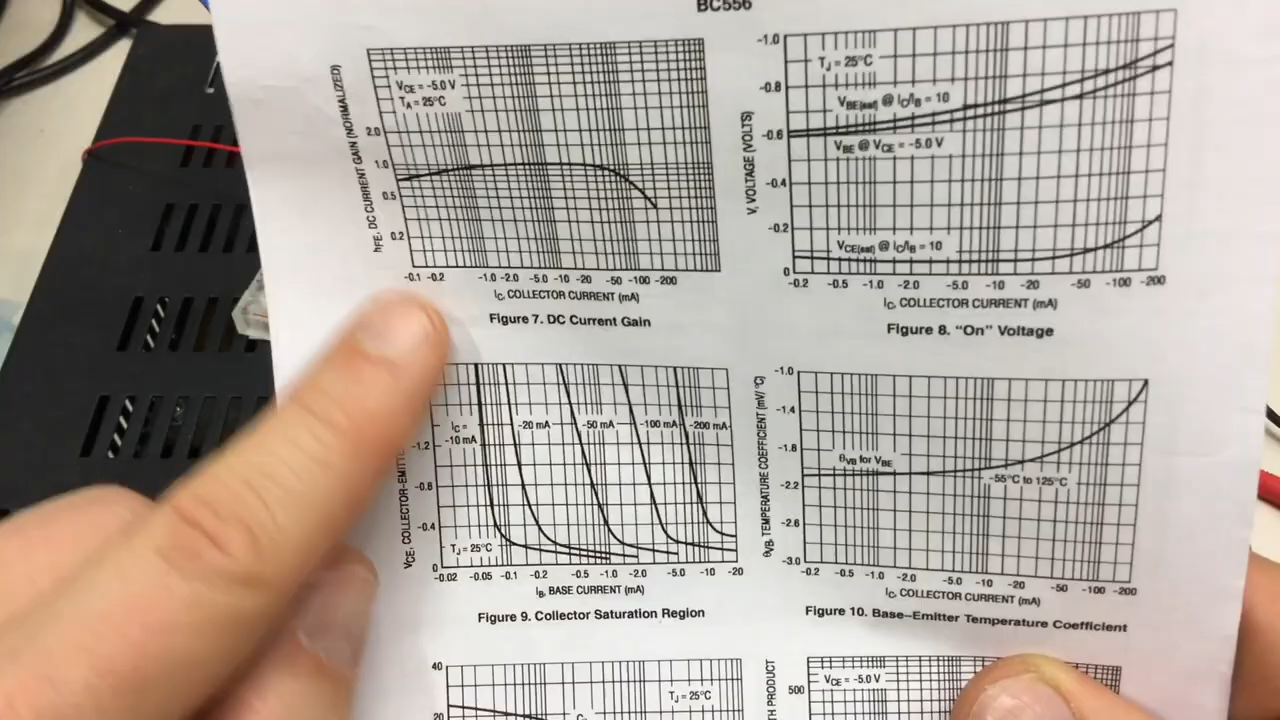 BC556
VCE = -5.0 V
TA = 25°C
hFE, DC CURRENT GAIN (NORMALIZED)
2.0
1.0
0.5
0.2
-0.1 -0.2 -1.0 -2.0 -5.0 -10 -20 -50 -100 -200
IC, COLLECTOR CURRENT (mA)
Figure 7. DC Current Gain
-1.0
-0.8
-0.6
-0.4
-0.2
0
V, VOLTAGE (VOLTS)
TJ = 25°C
VBE(sat) @ IC/IB = 10
VBE @ VCE = -5.0 V
VCE(sat) @ IC/IB = 10
-0.2 -0.5 -1.0 -2.0 -5.0 -10 -20 -50 -100 -200
IC, COLLECTOR CURRENT (mA)
Figure 8. "On" Voltage
IC =
-10 mA
-20 mA
-50 mA
-100 mA
-200 mA
-1.2
-0.8
-0.4
0
VCE, COLLECTOR-EMITTE
TJ = 25°C
-0.02 -0.05 -0.1 -0.2 -0.5 -1.0 -2.0 -5.0 -10 -20
IB, BASE CURRENT (mA)
Figure 9. Collector Saturation Region
-1.0
-1.4
-1.8
-2.2
-2.6
-3.0
θVB, TEMPERATURE COEFFICIENT (mV/°C)
θVB for VBE
-55°C to 125°C
-0.2 -0.5 -1.0 -2.0 -5.0 -10 -20 -50 -100 -200
IC, COLLECTOR CURRENT (mA)
Figure 10. Base–Emitter Temperature Coefficient
40
20
TJ = 25°C
TH PRODUCT
500
VCE = -5.0 V